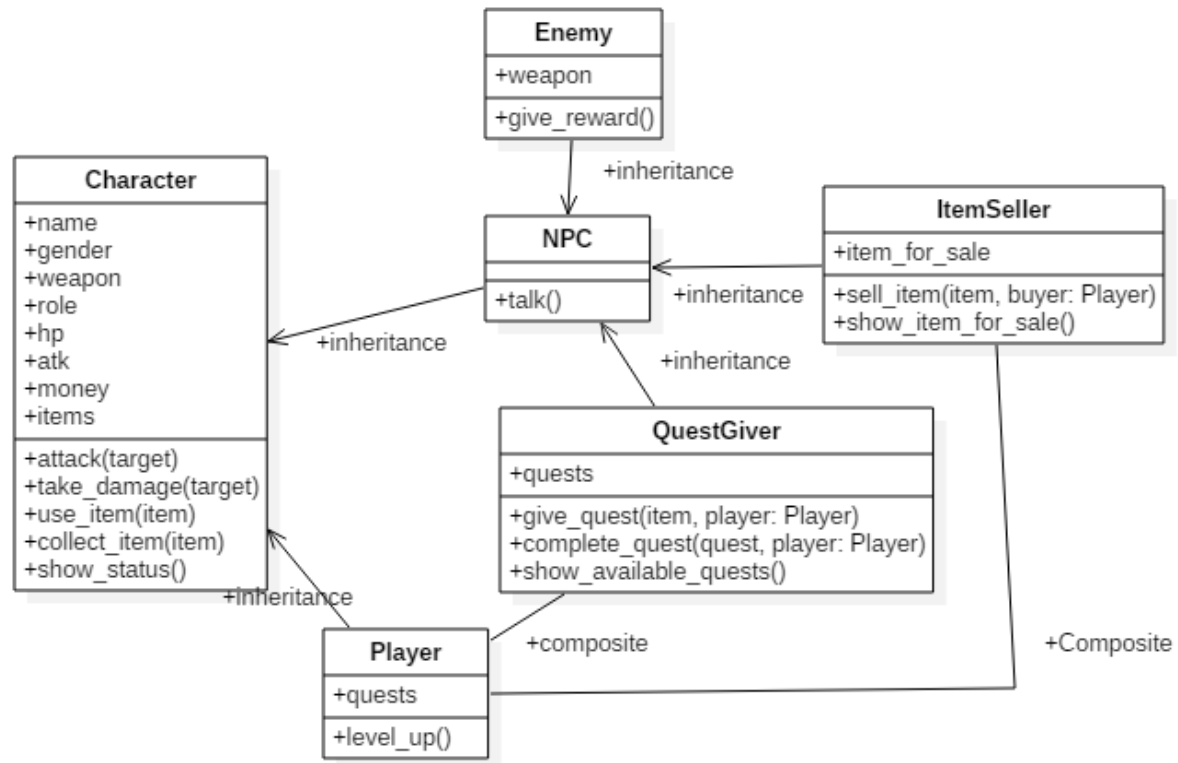 Enemy
+weapon
+give_reward()
+inheritance
Character
+name
+gender
+weapon
+role
+hp
+atk
+money
+items
+attack(target)
+take_damage(target)
+use_item(item)
+collect_item(item)
+show_status()
NPC
+talk()
+inheritance
ItemSeller
+item_for_sale
+sell_item(item, buyer: Player)
+show_item_for_sale()
+inheritance
+inheritance
QuestGiver
+quests
+give_quest(item, player: Player)
+complete_quest(quest, player: Player)
+show_available_quests()
+inheritance
Player
+quests
+level_up()
+composite
+Composite